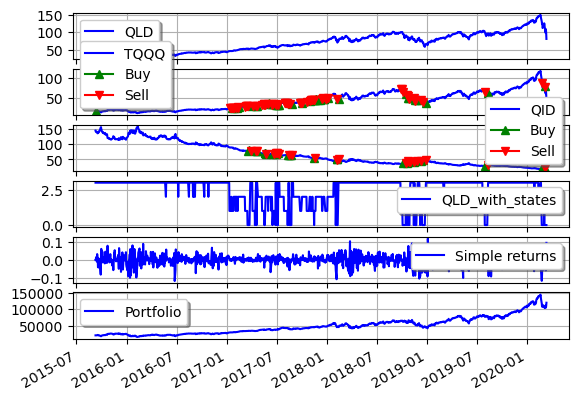 150
100
50
QLD
100
50
TQQQ
Buy
Sell
150
100
50
QID
Buy
Sell
2.5
0.0
QLD_with_states
0.1
0.0
−0.1
Simple returns
150000
100000
50000
Portfolio
2015-07
2016-01
2016-07
2017-01
2017-07
2018-01
2018-07
2019-01
2019-07
2020-01